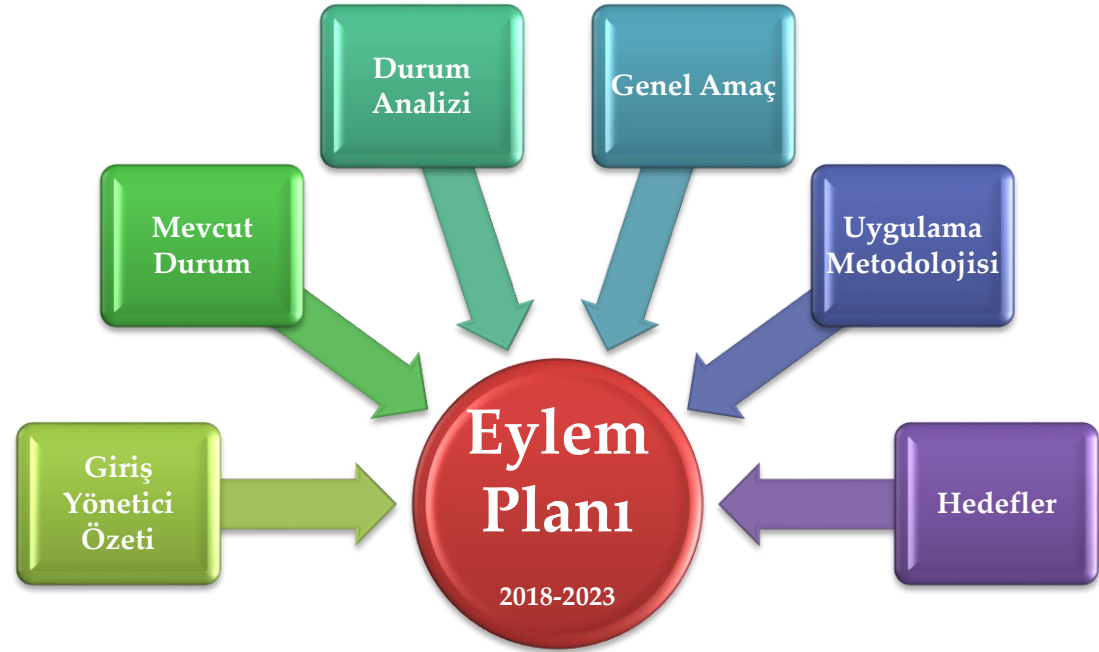 Giriş
Yönetici
Özeti
Mevcut
Durum
Durum
Analizi
Genel Amaç
Uygulama
Metodolojisi
Hedefler
Eylem
Planı
2018-2023